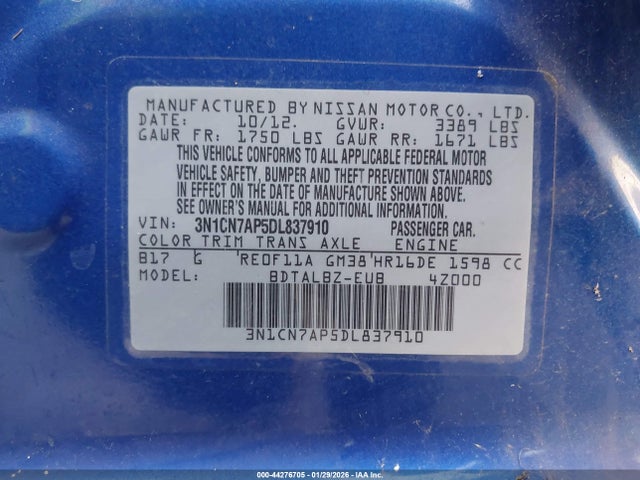 MANUFACTURED BY NISSAN MOTOR CO., LTD.
DATE: 10/12. GVWR: 3389 LBS
GAWR FR: 1750 LBS GAWR RR: 1671 LBS
THIS VEHICLE CONFORMS TO ALL APPLICABLE FEDERAL MOTOR
VEHICLE SAFETY, BUMPER AND THEFT PREVENTION STANDARDS
IN EFFECT ON THE DATE OF MANUFACTURE SHOWN ABOVE.
SEE OWNER'S MANUAL FOR ADDITIONAL INFORMATION.
VIN: 3N1CN7AP5DL837910 PASSENGER CAR.
COLOR TRIM TRANS AXLE ENGINE
B17 G RE0F11A GM38 HR16DE 1598 CC
MODEL: BDTALBZ-EUB 4Z000
3N1CN7AP5DL837910
000-44276705 - 01/29/2026 - IAA Inc.